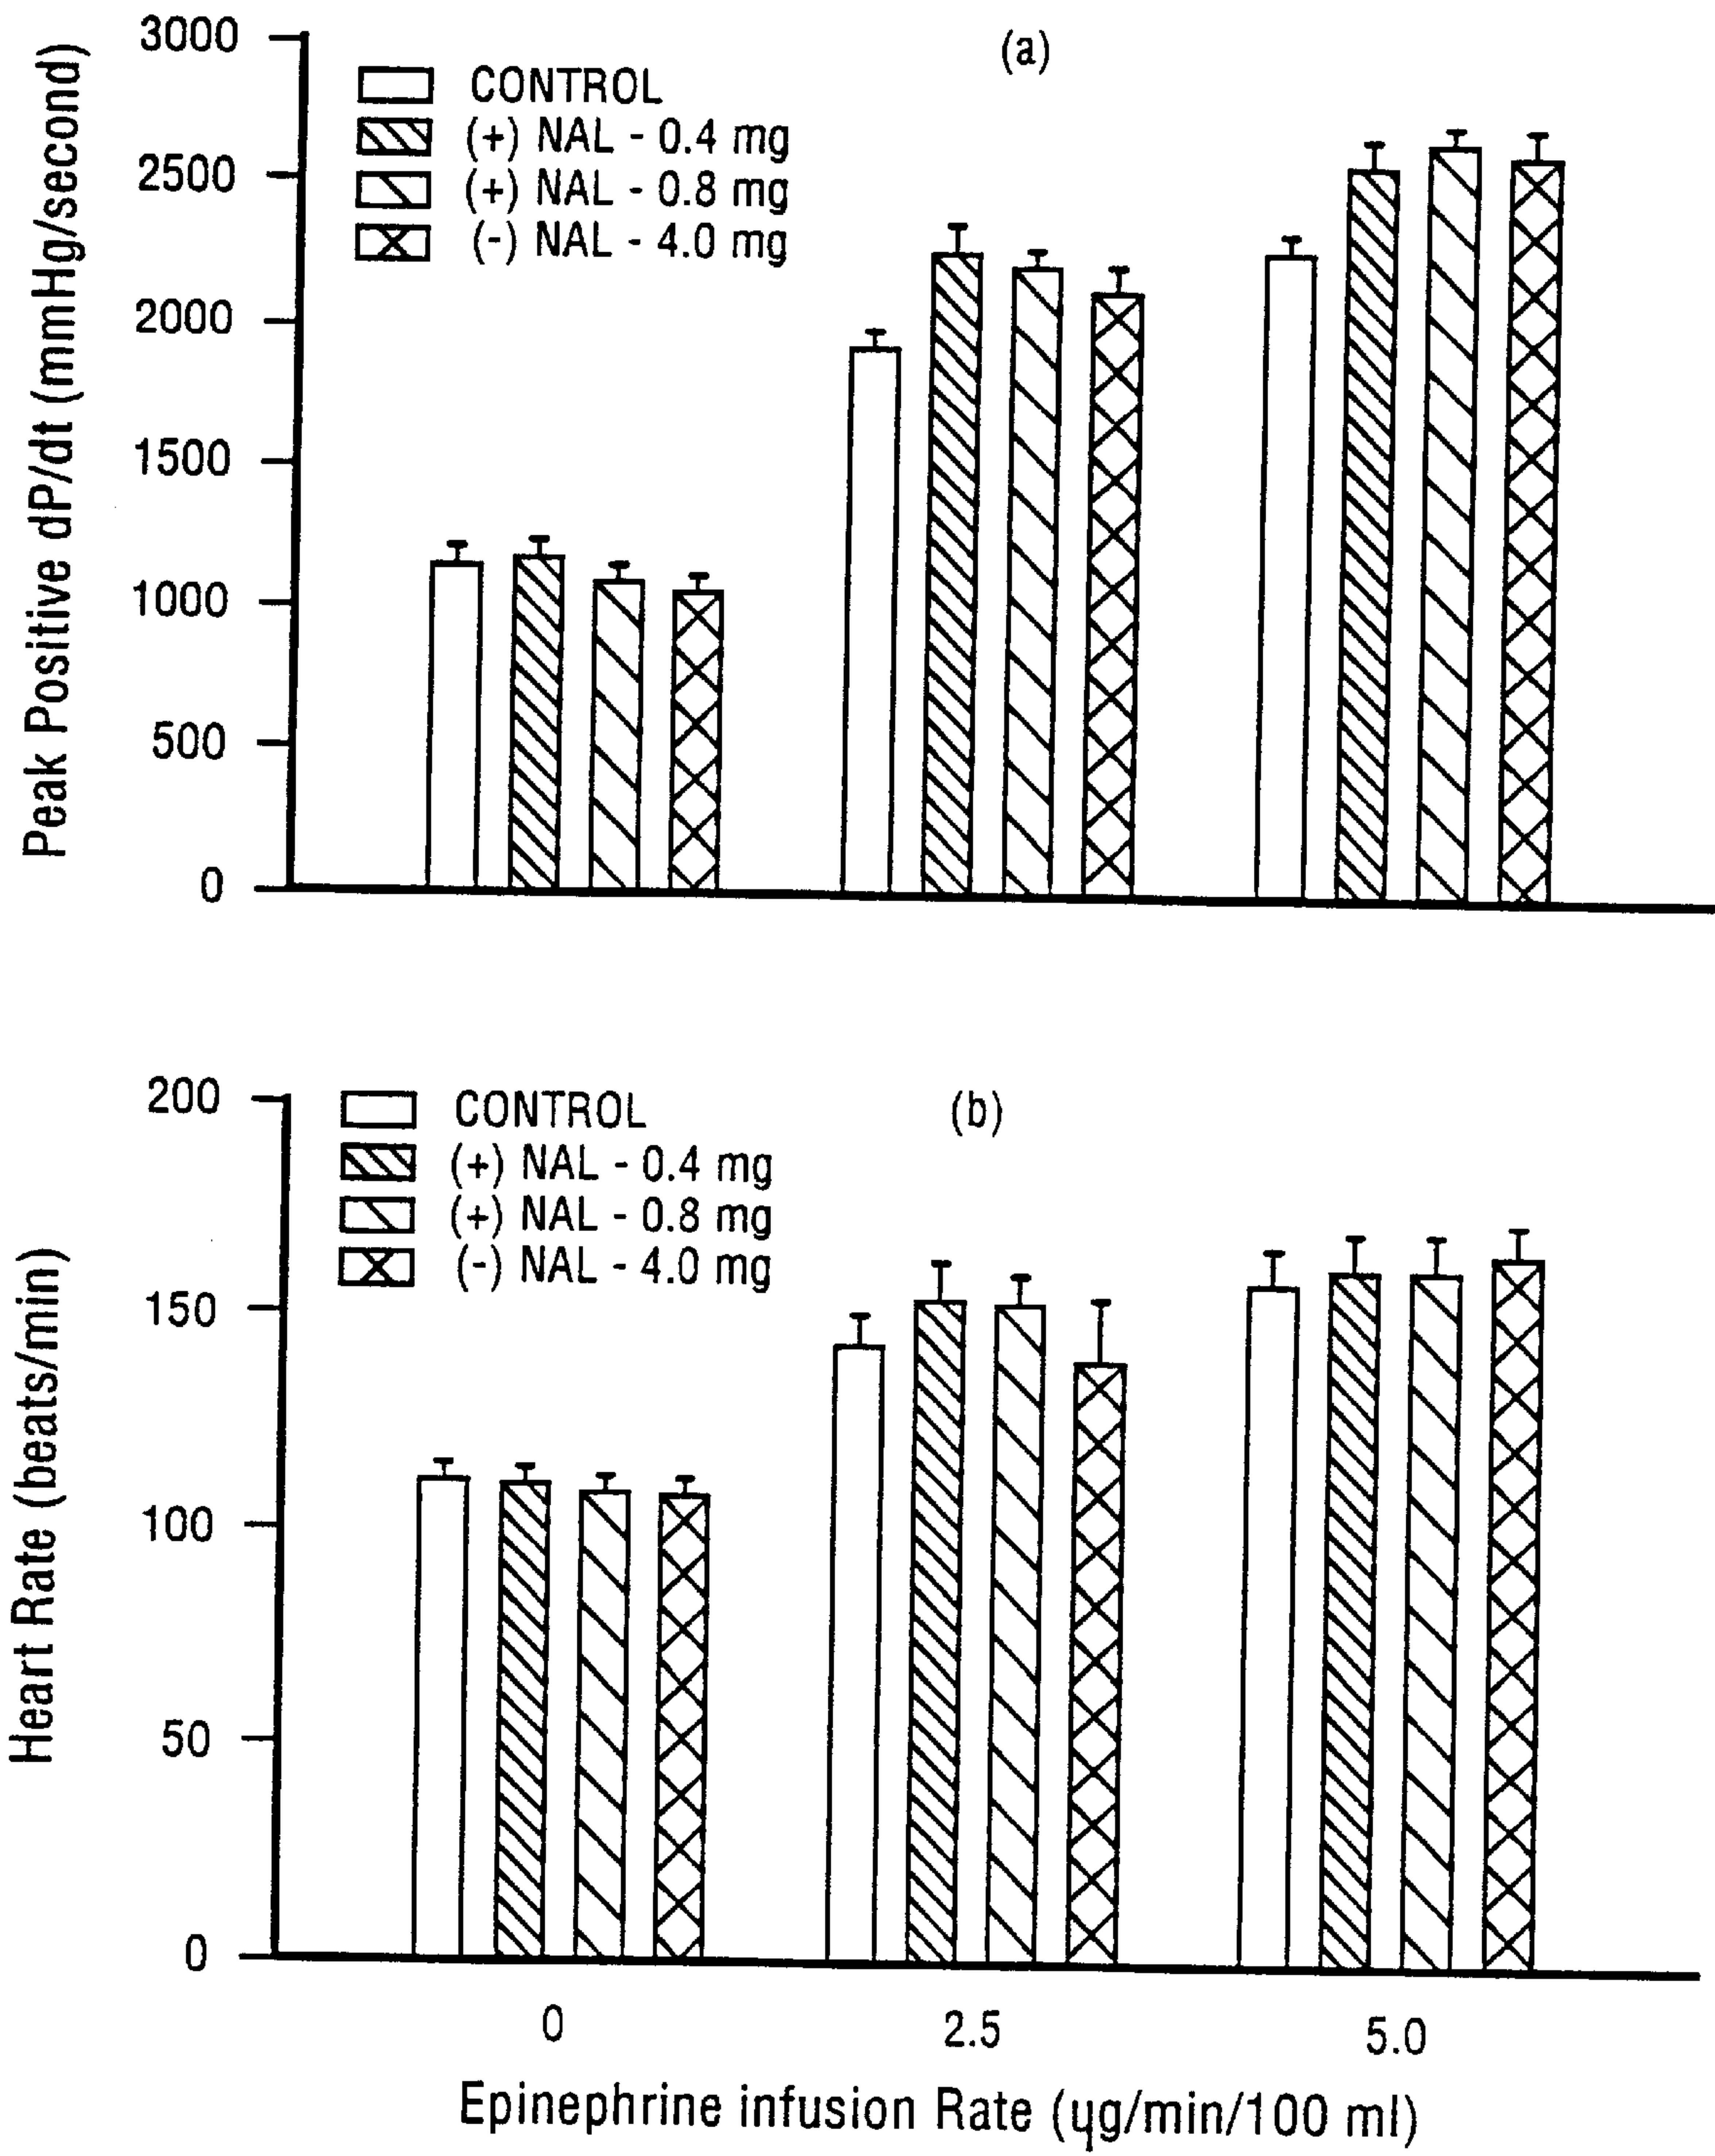 (a)
Peak Positive dP/dt (mmHg/second)
3000
2500
2000
1500
1000
500
0
CONTROL
(+) NAL - 0.4 mg
(+) NAL - 0.8 mg
(-) NAL - 4.0 mg
(b)
Heart Rate (beats/min)
200
150
100
50
0
CONTROL
(+) NAL - 0.4 mg
(+) NAL - 0.8 mg
(-) NAL - 4.0 mg
0 2.5 5.0
Epinephrine infusion Rate (ųg/min/100 ml)